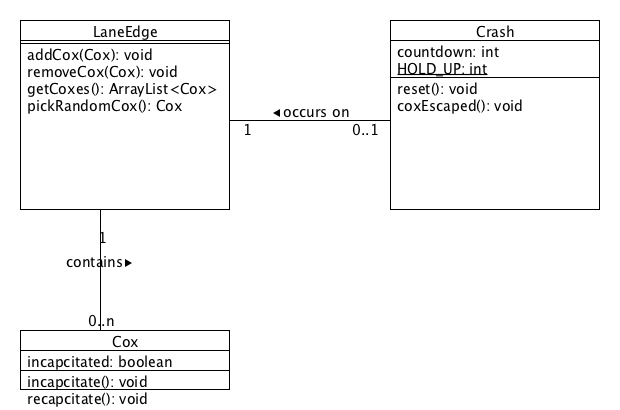 LaneEdge
addCox(Cox): void
removeCox(Cox): void
getCoxes(): ArrayList<Cox>
pickRandomCox(): Cox
Crash
countdown: int
HOLD_UP: int
reset(): void
coxEscaped(): void
◄occurs on
1
0..1
1
contains►
0..n
Cox
incapcitated: boolean
incapcitate(): void
recapcitate(): void